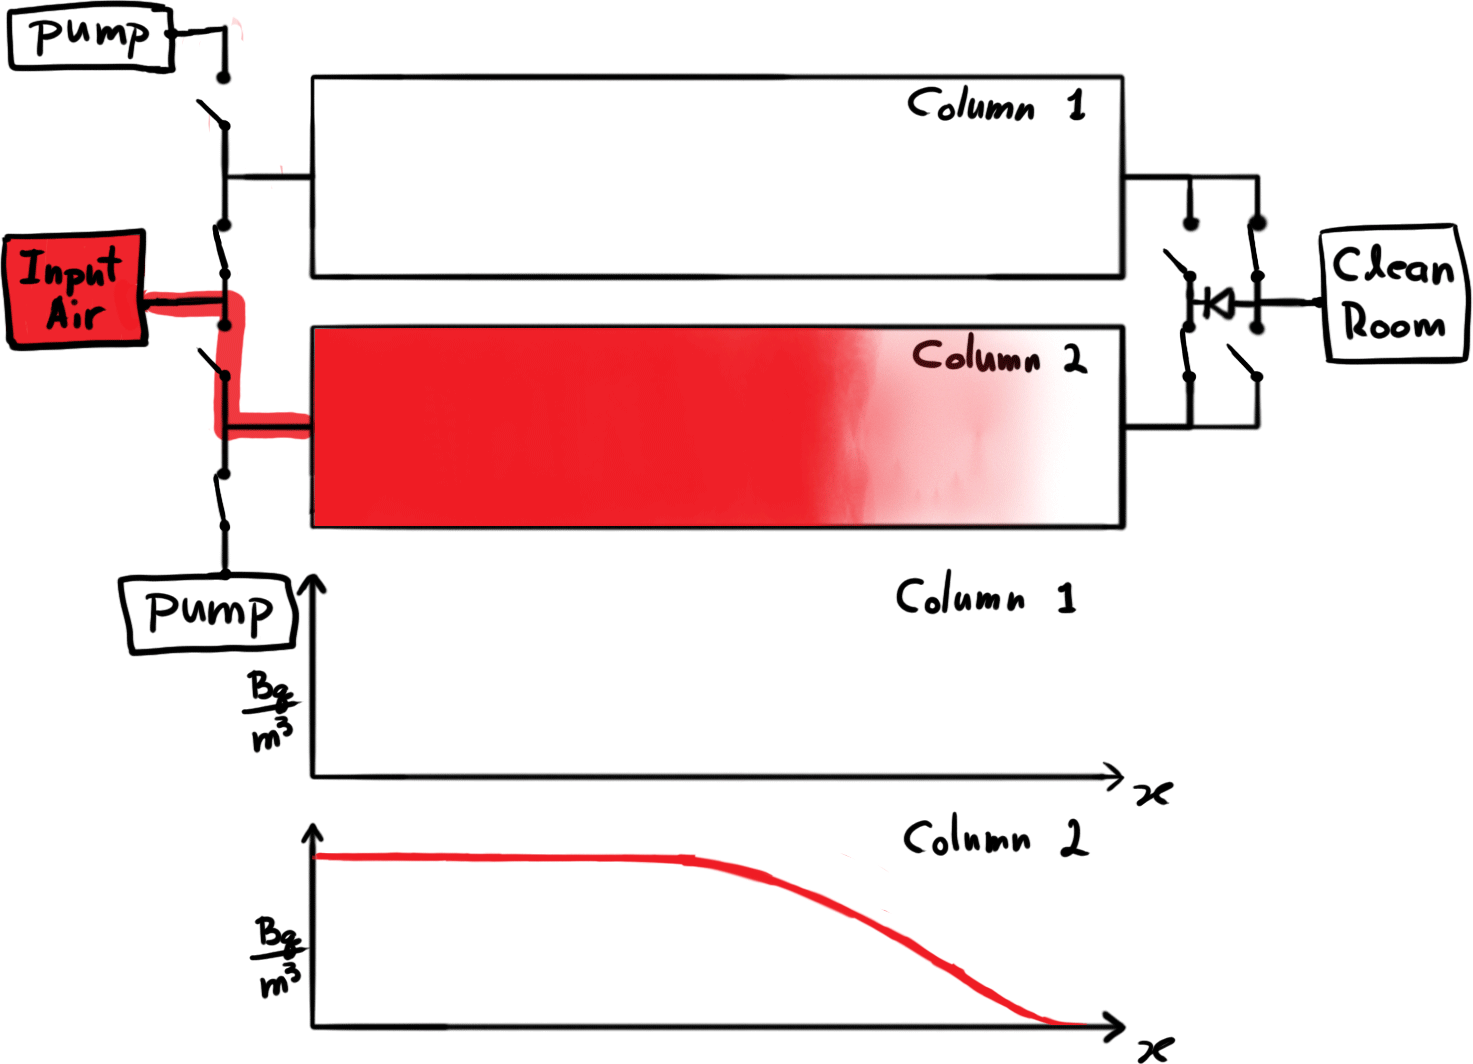 pump
Column 1
Input
Air
Clean
Room
Column 2
pump
Column 1
Bq
m³
x
Column 2
Bq
m³
x